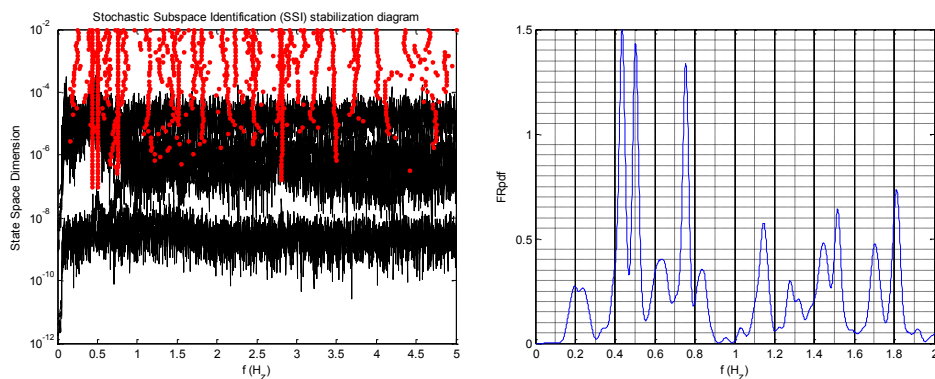 Stochastic Subspace Identification (SSI) stabilization diagram
State Space Dimension
10^-2
10^-4
10^-6
10^-8
10^-10
10^-12
0 0.5 1 1.5 2 2.5 3 3.5 4 4.5 5
f (H_Z)
FRpdf
1.5
1
0.5
0
0 0.2 0.4 0.6 0.8 1.0 1.2 1.4 1.6 1.8 2
f (H_Z)